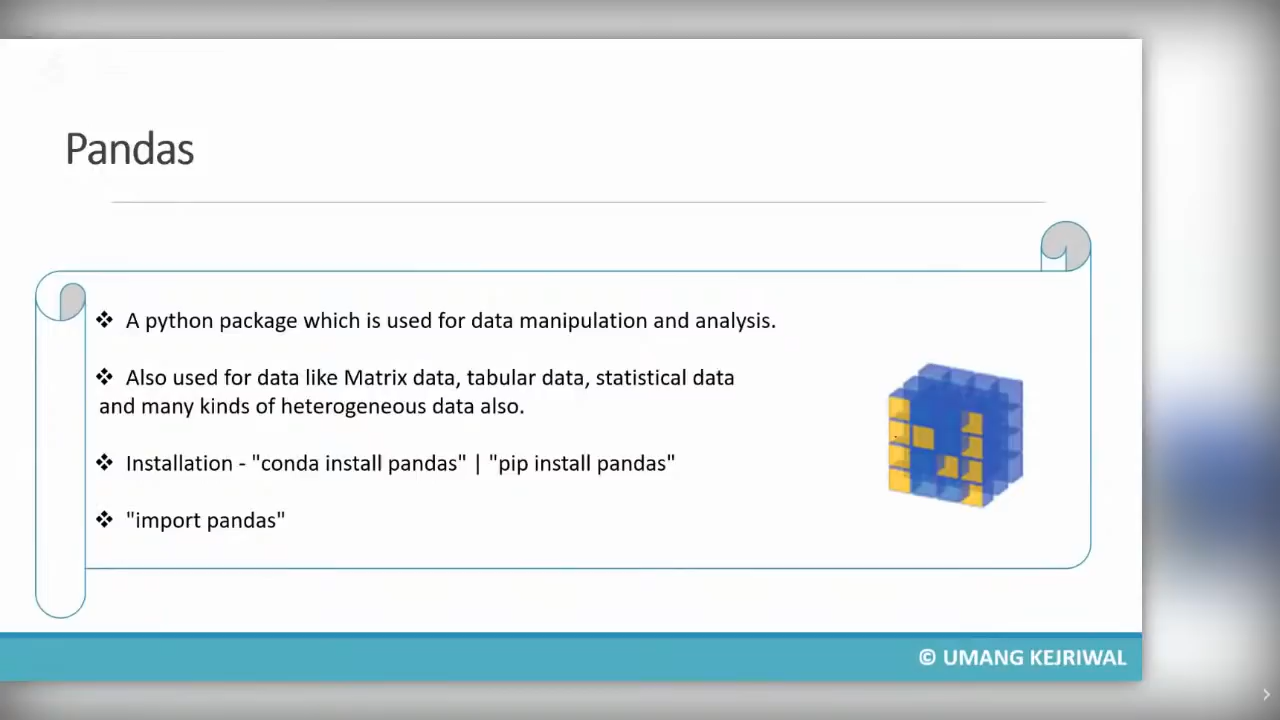 Pandas
❖ A python package which is used for data manipulation and analysis.
❖ Also used for data like Matrix data, tabular data, statistical data
and many kinds of heterogeneous data also.
❖ Installation - "conda install pandas" | "pip install pandas"
❖ "import pandas"
© UMANG KEJRIWAL